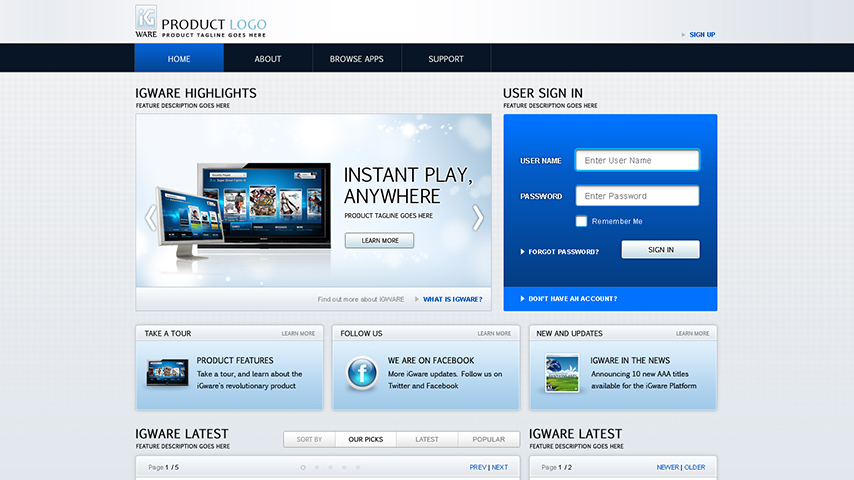 iG
WARE
PRODUCT LOGO
PRODUCT TAGLINE GOES HERE
SIGN UP
HOME
ABOUT
BROWSE APPS
SUPPORT
IGWARE HIGHLIGHTS
FEATURE DESCRIPTION GOES HERE
INSTANT PLAY,
ANYWHERE
PRODUCT TAGLINE GOES HERE
LEARN MORE
Find out more about IGWARE
WHAT IS IGWARE?
USER SIGN IN
FEATURE DESCRIPTION GOES HERE
USER NAME
Enter User Name
PASSWORD
Enter Password
Remember Me
FORGOT PASSWORD?
SIGN IN
DON'T HAVE AN ACCOUNT?
TAKE A TOUR
LEARN MORE
PRODUCT FEATURES
Take a tour, and learn about the
iGware's revolutionary product
FOLLOW US
LEARN MORE
f
WE ARE ON FACEBOOK
More iGware updates. Follow us on
Twitter and Facebook
NEW AND UPDATES
LEARN MORE
IGWARE IN THE NEWS
Announcing 10 new AAA titles
available for the iGware Platform
IGWARE LATEST
FEATURE DESCRIPTION GOES HERE
SORT BY
OUR PICKS
LATEST
POPULAR
Page 1 / 5
PREV | NEXT
IGWARE LATEST
FEATURE DESCRIPTION GOES HERE
Page 1 / 2
NEWER | OLDER